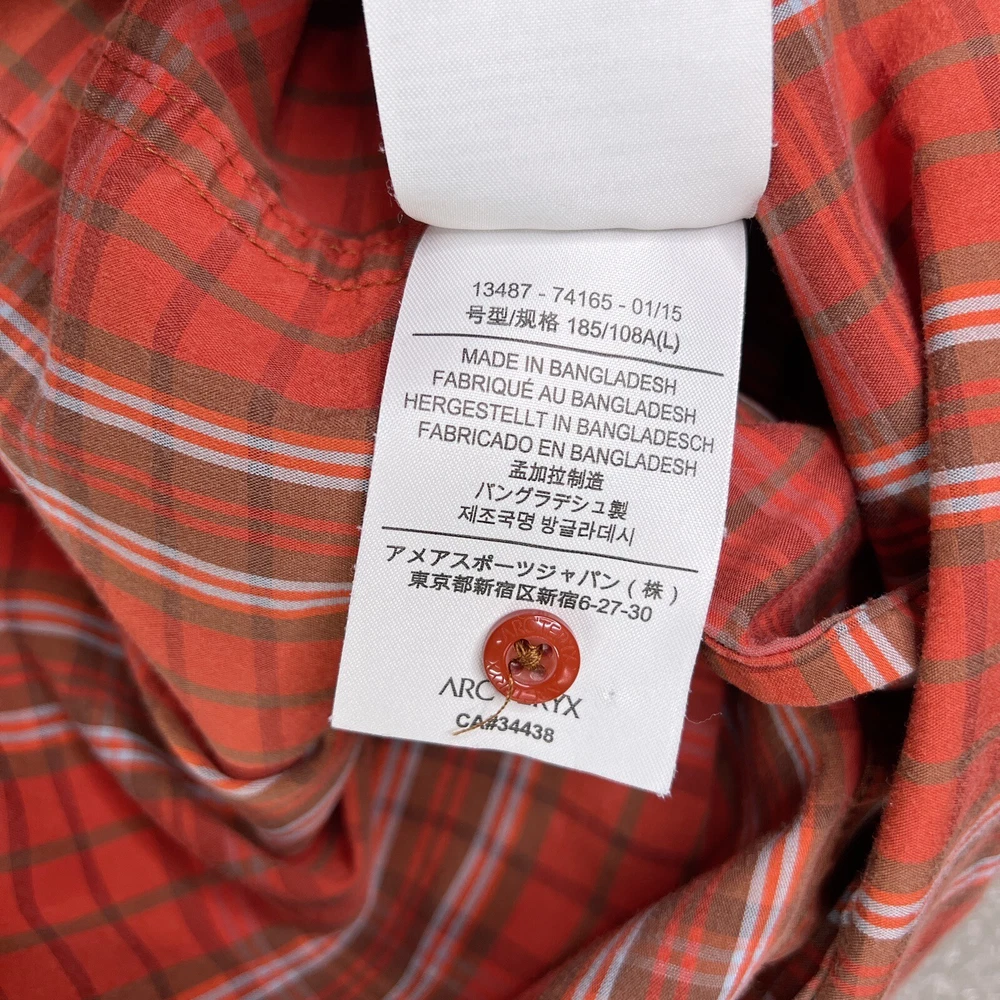 13487 - 74165 - 01/15
号型/规格 185/108A(L)
MADE IN BANGLADESH
FABRIQUÉ AU BANGLADESH
HERGESTELLT IN BANGLADESCH
FABRICADO EN BANGLADESH
孟加拉制造
バングラデシュ製
제조국명 방글라데시
アメアスポーツジャパン（株）
東京都新宿区新宿6-27-30
CA#34438